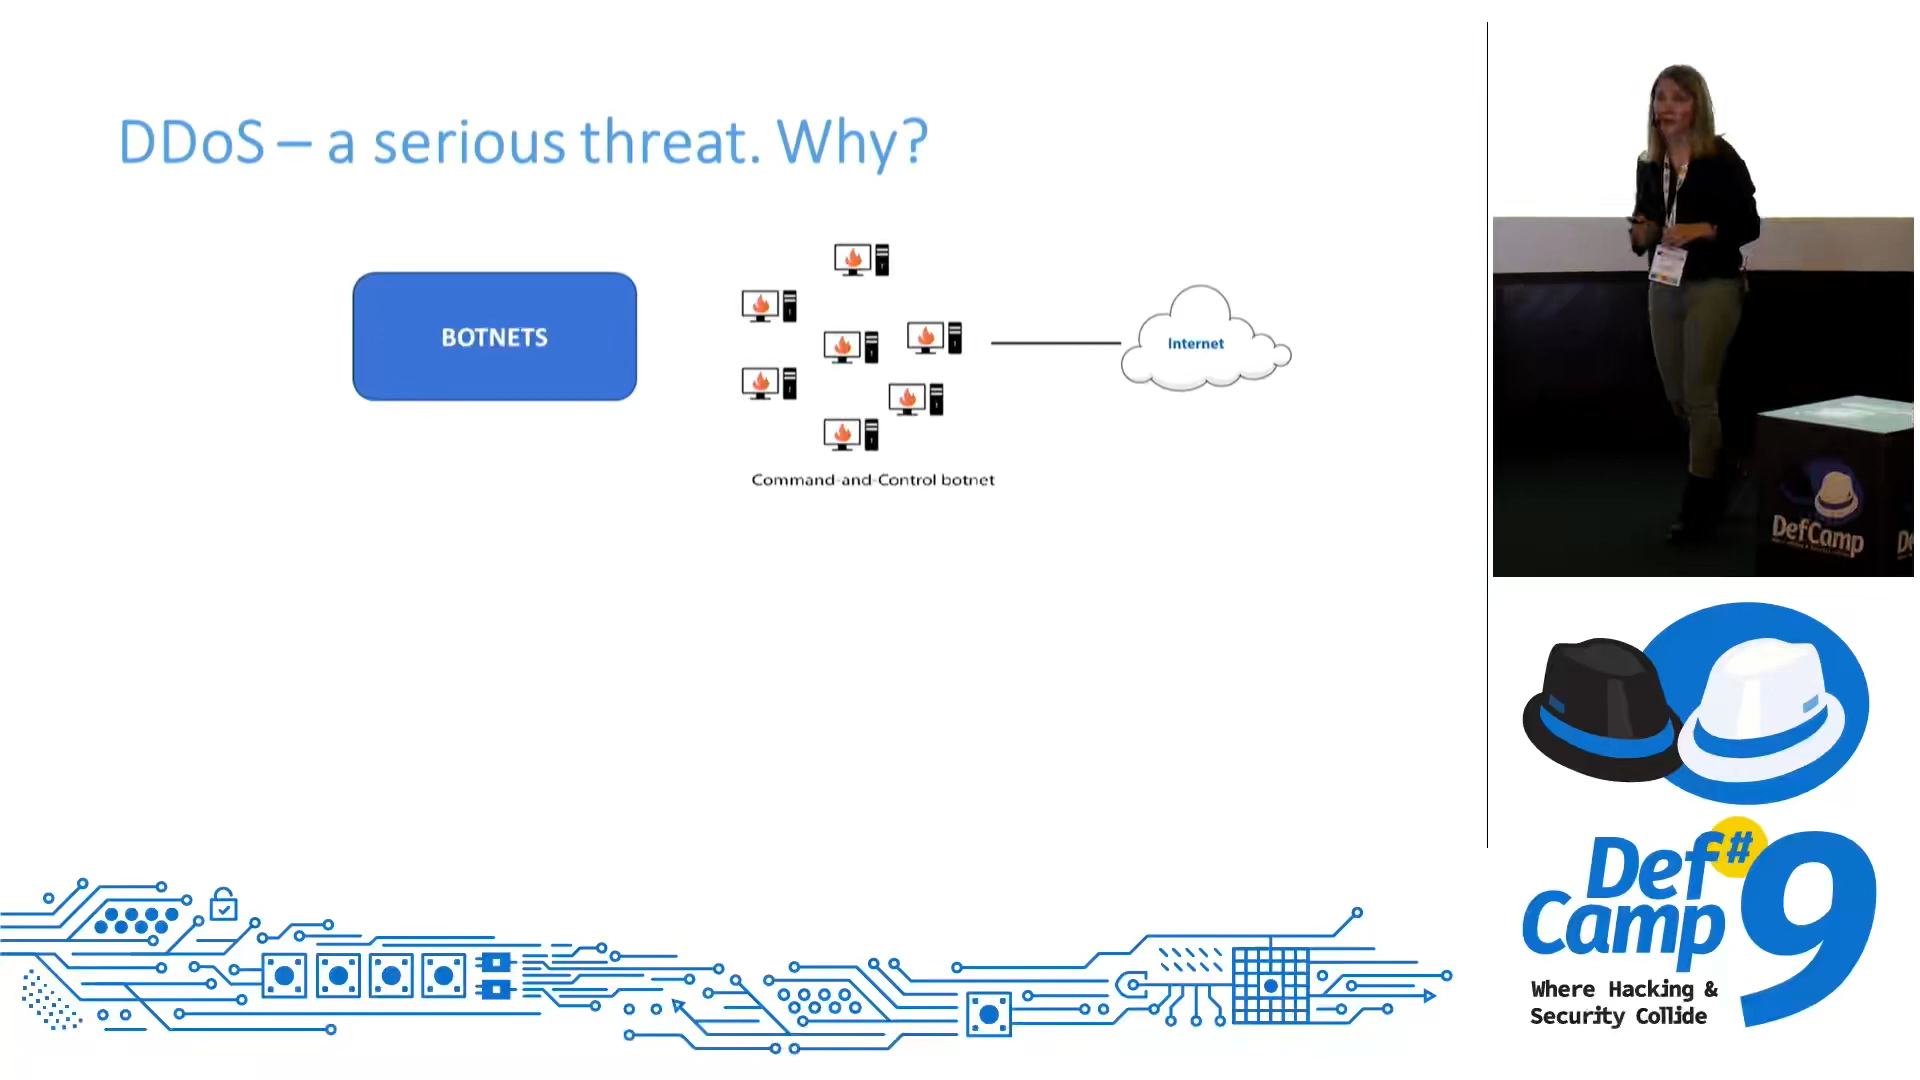 DDoS – a serious threat. Why?
BOTNETS
Internet
Command-and-Control botnet
DefCamp
Def#
Camp 9
Where Hacking &
Security Collide